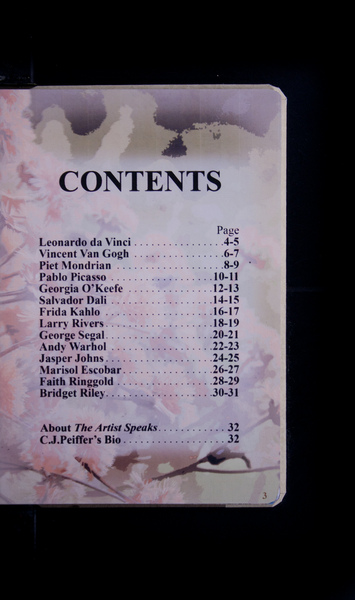 CONTENTS
Page
Leonardo da Vinci . . . . . . . . . . . . . . . 4-5
Vincent Van Gogh . . . . . . . . . . . . . . . 6-7
Piet Mondrian . . . . . . . . . . . . . . . . . . 8-9
Pablo Picasso . . . . . . . . . . . . . . . . . 10-11
Georgia O'Keefe . . . . . . . . . . . . . . 12-13
Salvador Dali . . . . . . . . . . . . . . . . . 14-15
Frida Kahlo . . . . . . . . . . . . . . . . . . 16-17
Larry Rivers . . . . . . . . . . . . . . . . . . 18-19
George Segal . . . . . . . . . . . . . . . . . . 20-21
Andy Warhol . . . . . . . . . . . . . . . . . 22-23
Jasper Johns . . . . . . . . . . . . . . . . . . 24-25
Marisol Escobar . . . . . . . . . . . . . . . 26-27
Faith Ringgold . . . . . . . . . . . . . . . . 28-29
Bridget Riley . . . . . . . . . . . . . . . . . . 30-31
About The Artist Speaks . . . . . . . . . . . . 32
C.J.Peiffer's Bio . . . . . . . . . . . . . . . . . . 32
3